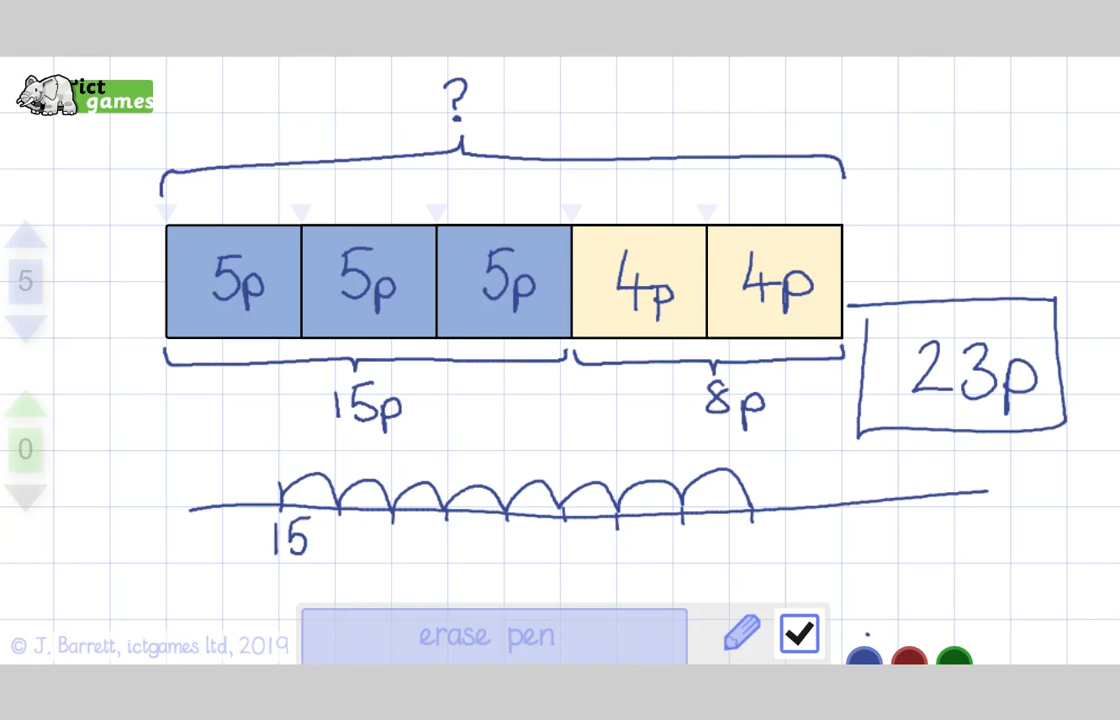 ict
games
?
5
5p 5p 5p 4p 4p
23p
15p 8p
0
15
erase pen
© J. Barrett, ictgames ltd, 2019